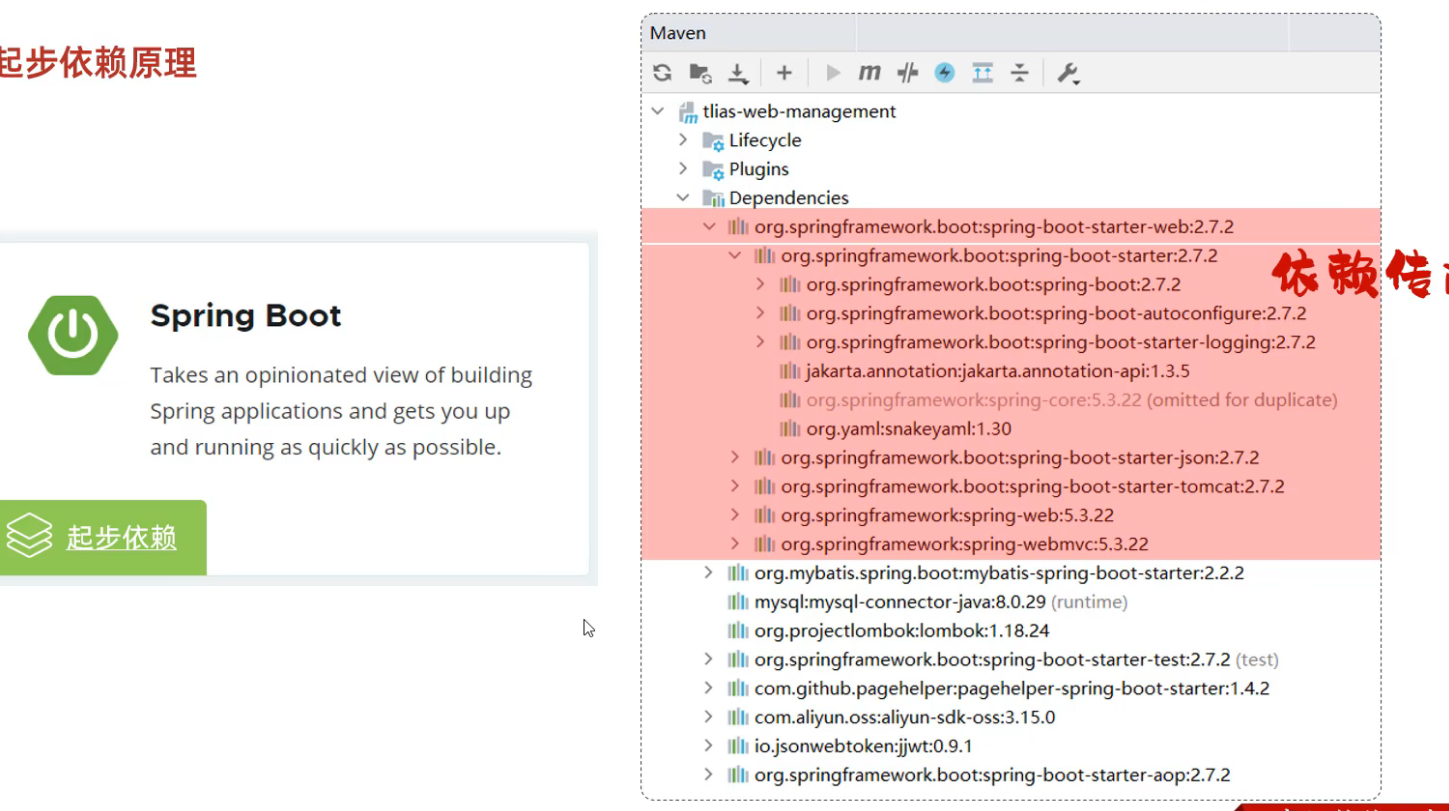 起步依赖原理
Spring Boot
Takes an opinionated view of building
Spring applications and gets you up
and running as quickly as possible.
起步依赖
Maven
tlias-web-management
Lifecycle
Plugins
Dependencies
org.springframework.boot:spring-boot-starter-web:2.7.2
org.springframework.boot:spring-boot-starter:2.7.2
org.springframework.boot:spring-boot:2.7.2
org.springframework.boot:spring-boot-autoconfigure:2.7.2
org.springframework.boot:spring-boot-starter-logging:2.7.2
jakarta.annotation:jakarta.annotation-api:1.3.5
org.springframework:spring-core:5.3.22 (omitted for duplicate)
org.yaml:snakeyaml:1.30
org.springframework.boot:spring-boot-starter-json:2.7.2
org.springframework.boot:spring-boot-starter-tomcat:2.7.2
org.springframework:spring-web:5.3.22
org.springframework:spring-webmvc:5.3.22
org.mybatis.spring.boot:mybatis-spring-boot-starter:2.2.2
mysql:mysql-connector-java:8.0.29 (runtime)
org.projectlombok:lombok:1.18.24
org.springframework.boot:spring-boot-starter-test:2.7.2 (test)
com.github.pagehelper:pagehelper-spring-boot-starter:1.4.2
com.aliyun.oss:aliyun-sdk-oss:3.15.0
io.jsonwebtoken:jjwt:0.9.1
org.springframework.boot:spring-boot-starter-aop:2.7.2
依赖传